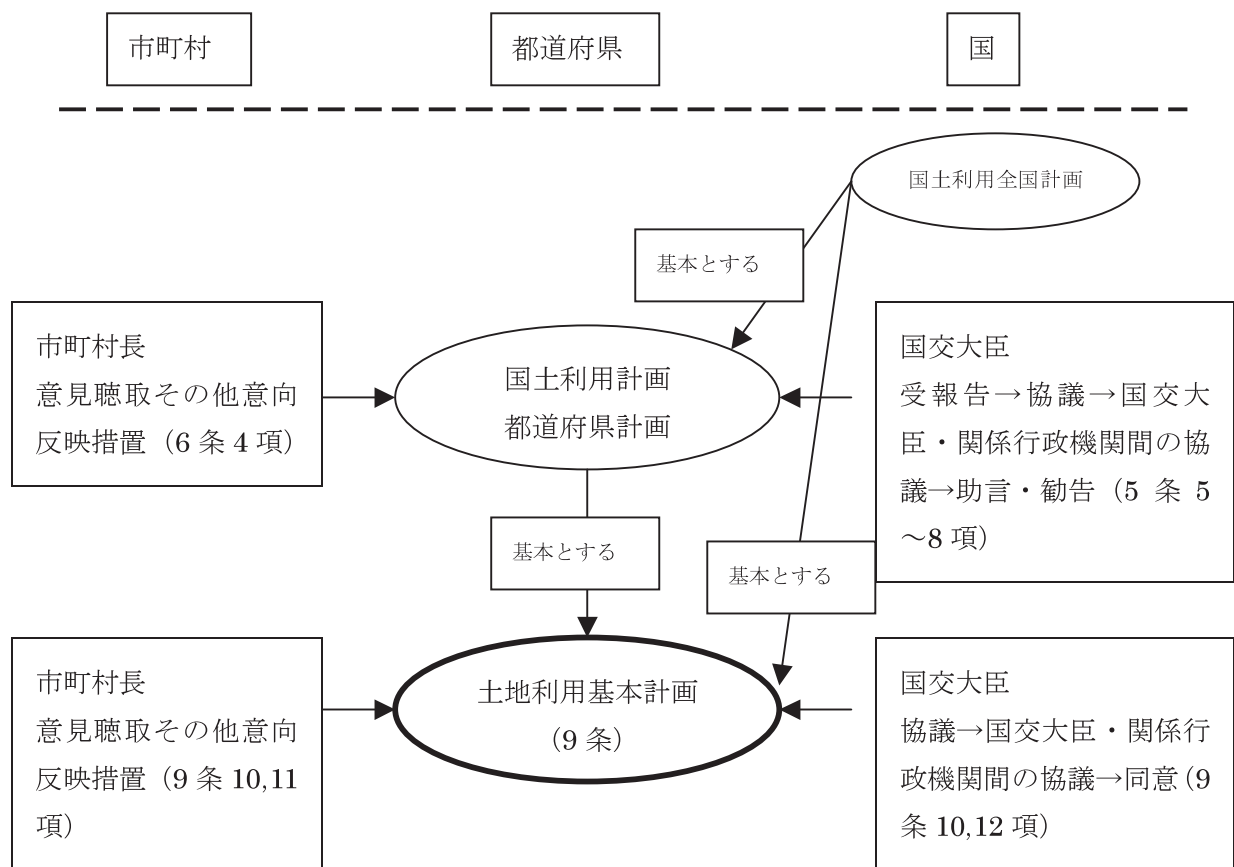 市町村
都道府県
国
国土利用全国計画
基本とする
市町村長
意見聴取その他意向
反映措置（6 条 4 項）
国土利用計画
都道府県計画
国交大臣
受報告→協議→国交大
臣・関係行政機関間の協
議→助言・勧告（5 条 5
～8 項）
基本とする
基本とする
市町村長
意見聴取その他意向
反映措置（9 条 10,11
項）
土地利用基本計画
（9 条）
国交大臣
協議→国交大臣・関係行
政機関間の協議→同意（9
条 10,12 項）